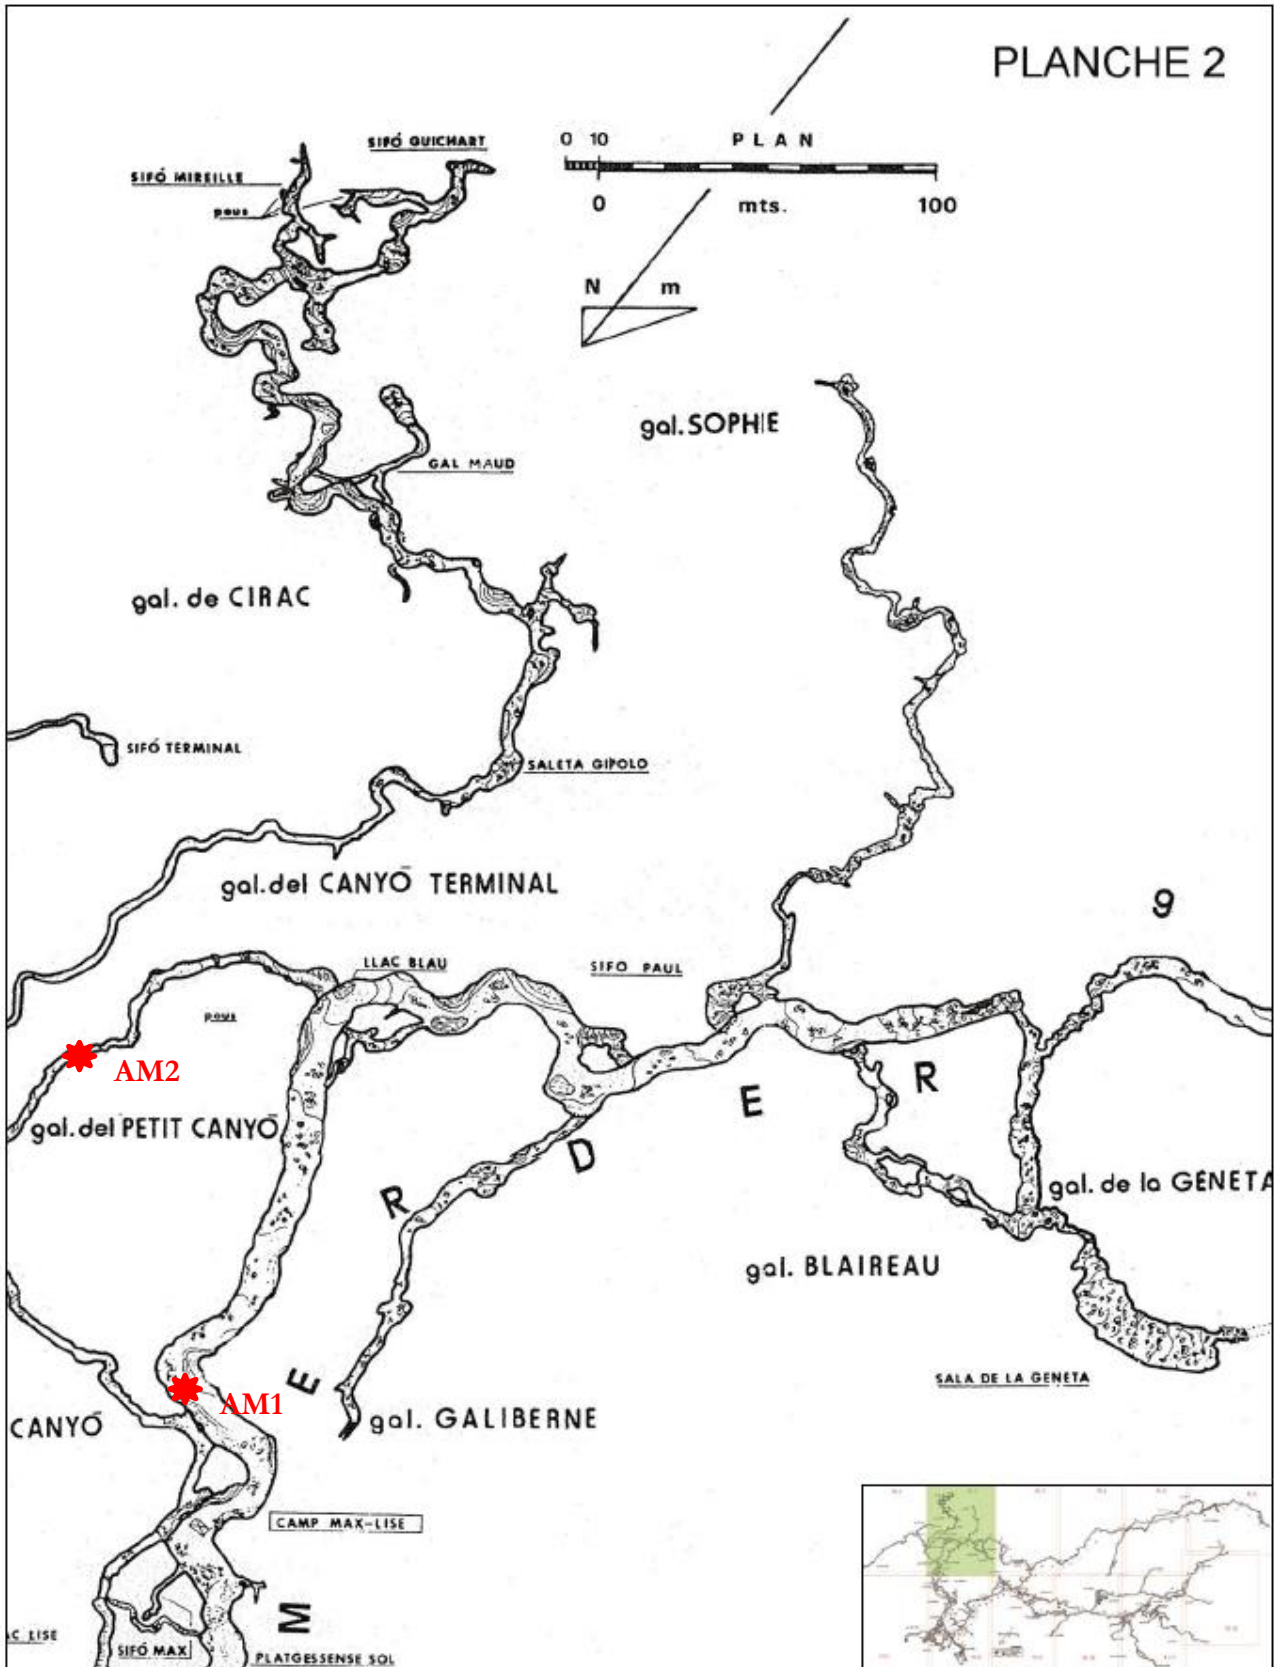 PLANCHE 2
0 10 PLAN
0 mts. 100
N m
SIFÓ GUICHART
SIFÓ MIREILLE
pous
gal. SOPHIE
GAL MAUD
gal. de CIRAC
SIFÓ TERMINAL
SALETA GIPOLO
gal. del CANYÓ TERMINAL
g
LLAC BLAU
SIFO PAUL
pous
AM2
gal. del PETIT CANYÓ
E
R
D
R
gal. de la GENETA
gal. BLAIREAU
SALA DE LA GENETA
E
AM1
gal. GALIBERNE
CANYÓ
CAMP MAX-LISE
M
AC LISE
SIFÓ MAX
PLATGESSENSE SOL